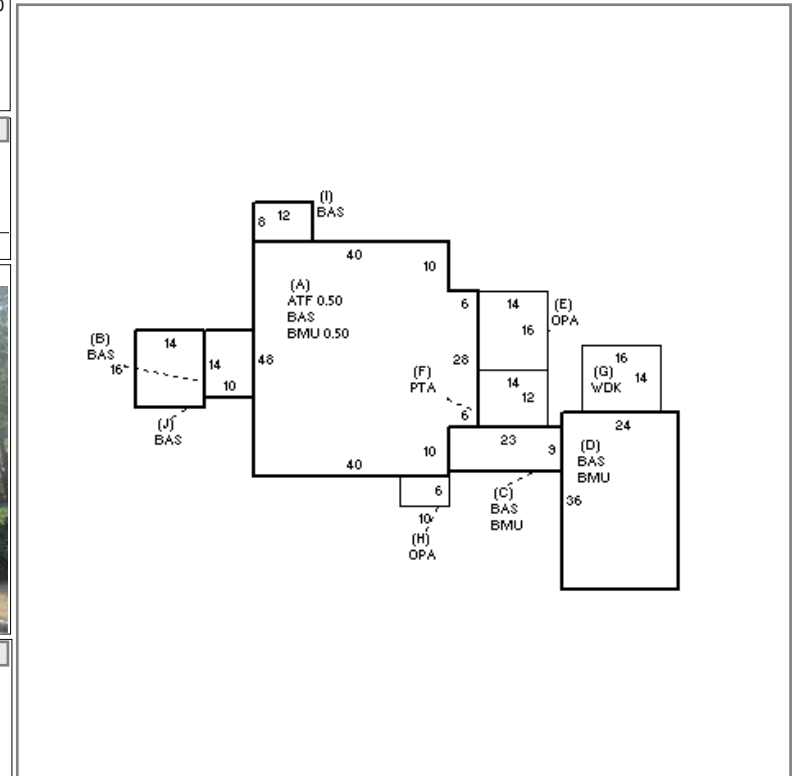 (I)
BAS
8
12
40
10
(A)
ATF 0.50
BAS
BMU 0.50
6
14
(E)
OPA
16
(B)
BAS
16
14
14
10
48
28
(F)
PTA
14
12
6
16
(G)
WDK
14
(J)
BAS
40
10
23
9
24
(D)
BAS
BMU
36
6
10
(H)
OPA
(C)
BAS
BMU